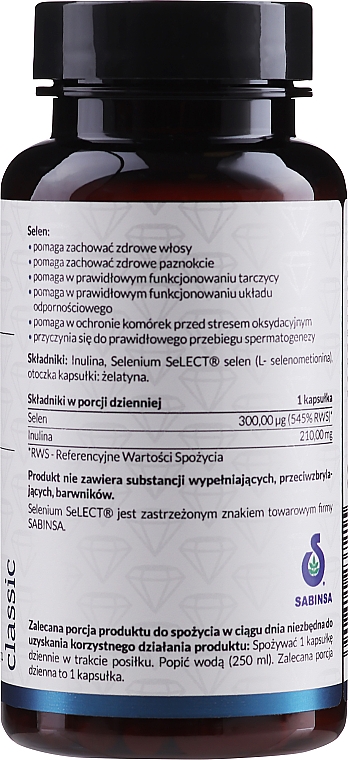 Selen:
• pomaga zachować zdrowe włosy
• pomaga zachować zdrowe paznokcie
• pomaga w prawidłowym funkcjonowaniu tarczycy
• pomaga w prawidłowym funkcjonowaniu układu
odpornościowego
• pomaga w ochronie komórek przed stresem oksydacyjnym
• przyczynia się do prawidłowego przebiegu spermatogenezy
Składniki: Inulina, Selenium SeLECT® selen (L- selenometionina),
otoczka kapsułki: żelatyna.
Składniki w porcji dziennej 1 kapsułka
Selen 300,00 µg (545% RWS)*
Inulina 210,00 mg
*RWS - Referencyjne Wartości Spożycia
Produkt nie zawiera substancji wypełniających, przeciwzbryla-
jących, barwników.
Selenium SeLECT® jest zastrzeżonym znakiem towarowym firmy
SABINSA.
SABINSA
classic
Zalecana porcja produktu do spożycia w ciągu dnia niezbędna do
uzyskania korzystnego działania produktu: Spożywać 1 kapsułkę
dziennie w trakcie posiłku. Popić wodą (250 ml). Zalecana porcja
dzienna to 1 kapsułka.